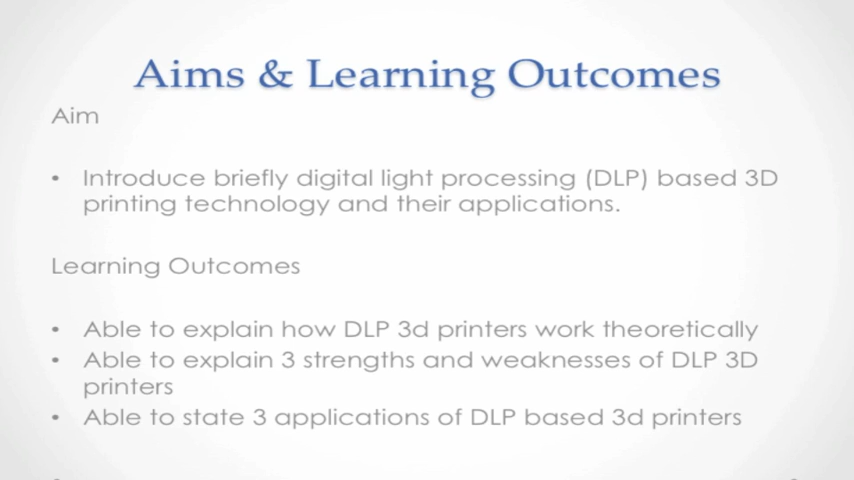 Aims & Learning Outcomes
Aim
• Introduce briefly digital light processing (DLP) based 3D
printing technology and their applications.
Learning Outcomes
• Able to explain how DLP 3d printers work theoretically
• Able to explain 3 strengths and weaknesses of DLP 3D
printers
• Able to state 3 applications of DLP based 3d printers